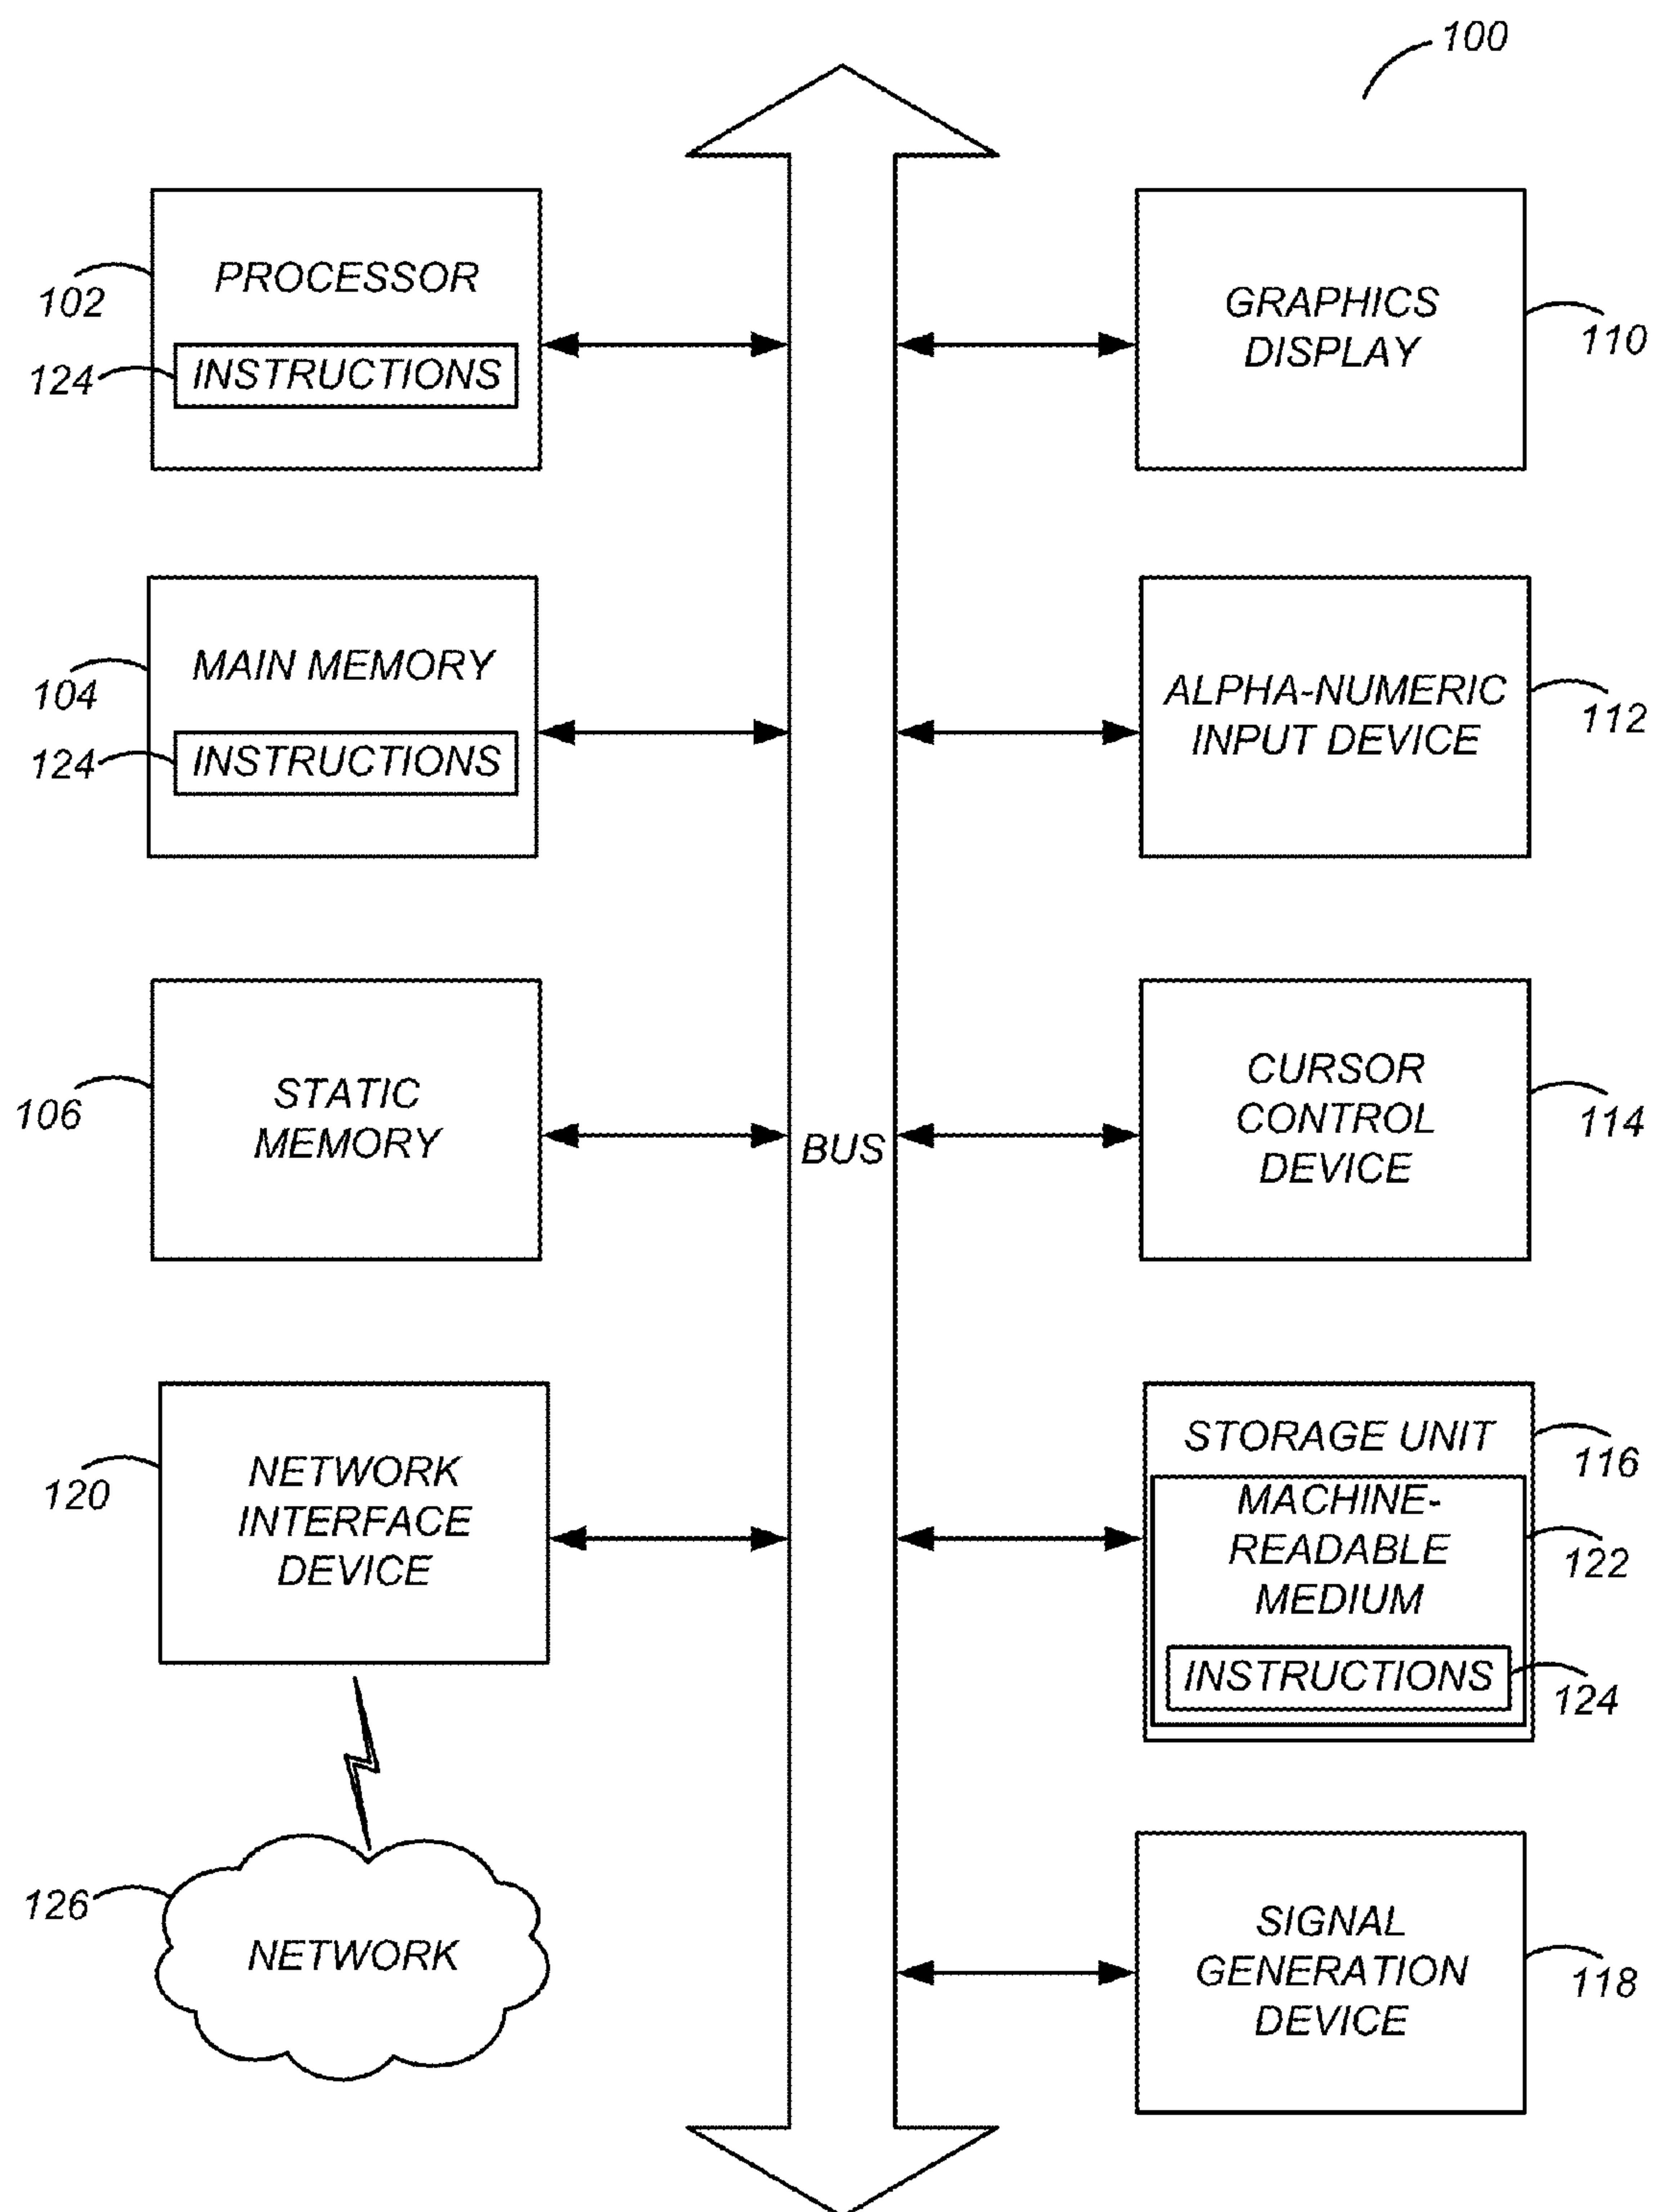 100
PROCESSOR
102
INSTRUCTIONS
124
GRAPHICS
DISPLAY
110
MAIN MEMORY
104
INSTRUCTIONS
124
ALPHA-NUMERIC
INPUT DEVICE
112
STATIC
MEMORY
106
BUS
CURSOR
CONTROL
DEVICE
114
NETWORK
INTERFACE
DEVICE
120
STORAGE UNIT
116
MACHINE-
READABLE
MEDIUM
122
INSTRUCTIONS
124
126
NETWORK
SIGNAL
GENERATION
DEVICE
118